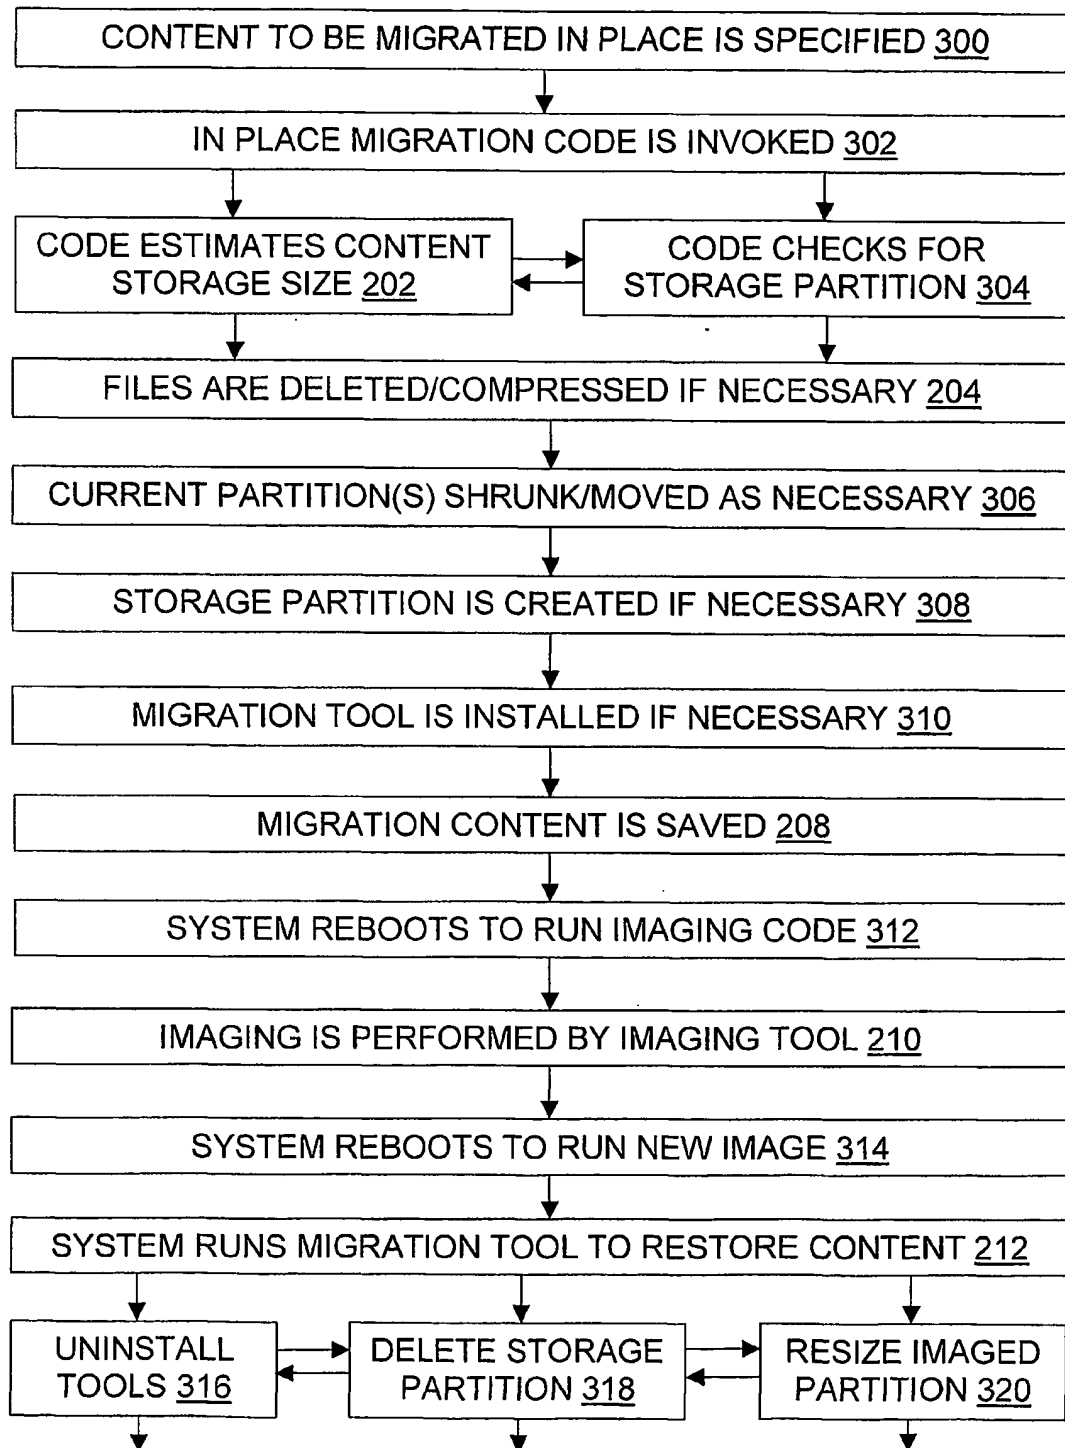 CONTENT TO BE MIGRATED IN PLACE IS SPECIFIED 300
IN PLACE MIGRATION CODE IS INVOKED 302
CODE ESTIMATES CONTENT
STORAGE SIZE 202
CODE CHECKS FOR
STORAGE PARTITION 304
FILES ARE DELETED/COMPRESSED IF NECESSARY 204
CURRENT PARTITION(S) SHRUNK/MOVED AS NECESSARY 306
STORAGE PARTITION IS CREATED IF NECESSARY 308
MIGRATION TOOL IS INSTALLED IF NECESSARY 310
MIGRATION CONTENT IS SAVED 208
SYSTEM REBOOTS TO RUN IMAGING CODE 312
IMAGING IS PERFORMED BY IMAGING TOOL 210
SYSTEM REBOOTS TO RUN NEW IMAGE 314
SYSTEM RUNS MIGRATION TOOL TO RESTORE CONTENT 212
UNINSTALL
TOOLS 316
DELETE STORAGE
PARTITION 318
RESIZE IMAGED
PARTITION 320